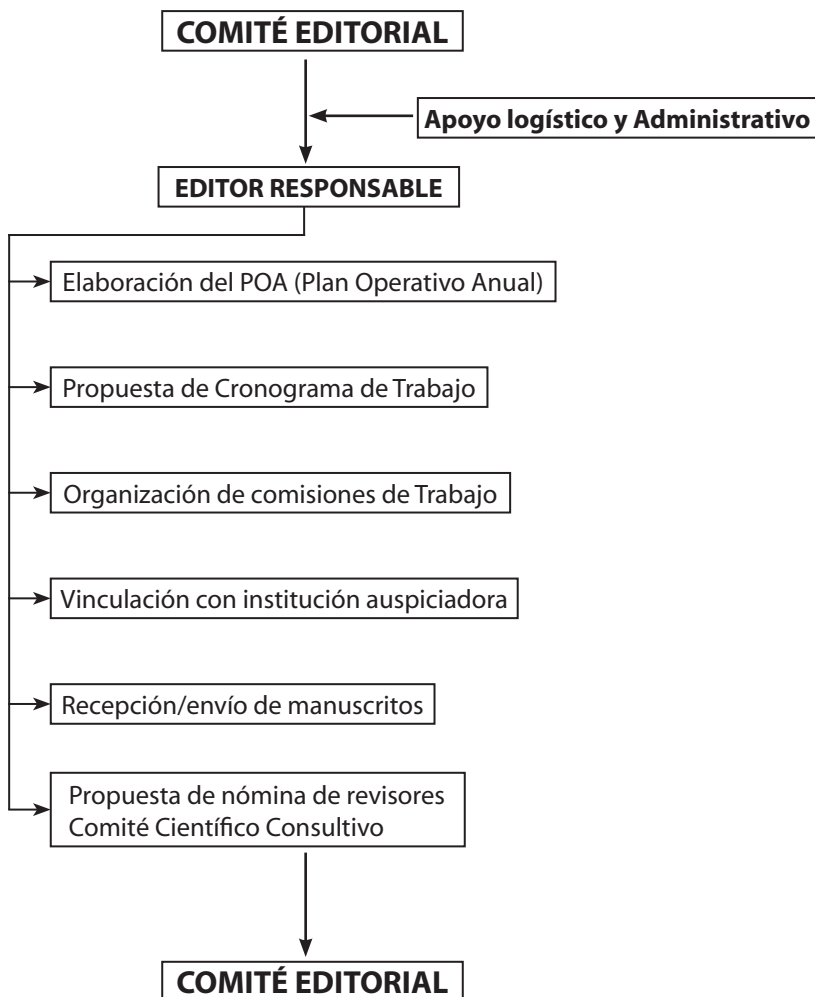 COMITÉ EDITORIAL
Apoyo logístico y Administrativo
EDITOR RESPONSABLE
Elaboración del POA (Plan Operativo Anual)
Propuesta de Cronograma de Trabajo
Organización de comisiones de Trabajo
Vinculación con institución auspiciadora
Recepción/envío de manuscritos
Propuesta de nómina de revisores
Comité Científico Consultivo
COMITÉ EDITORIAL